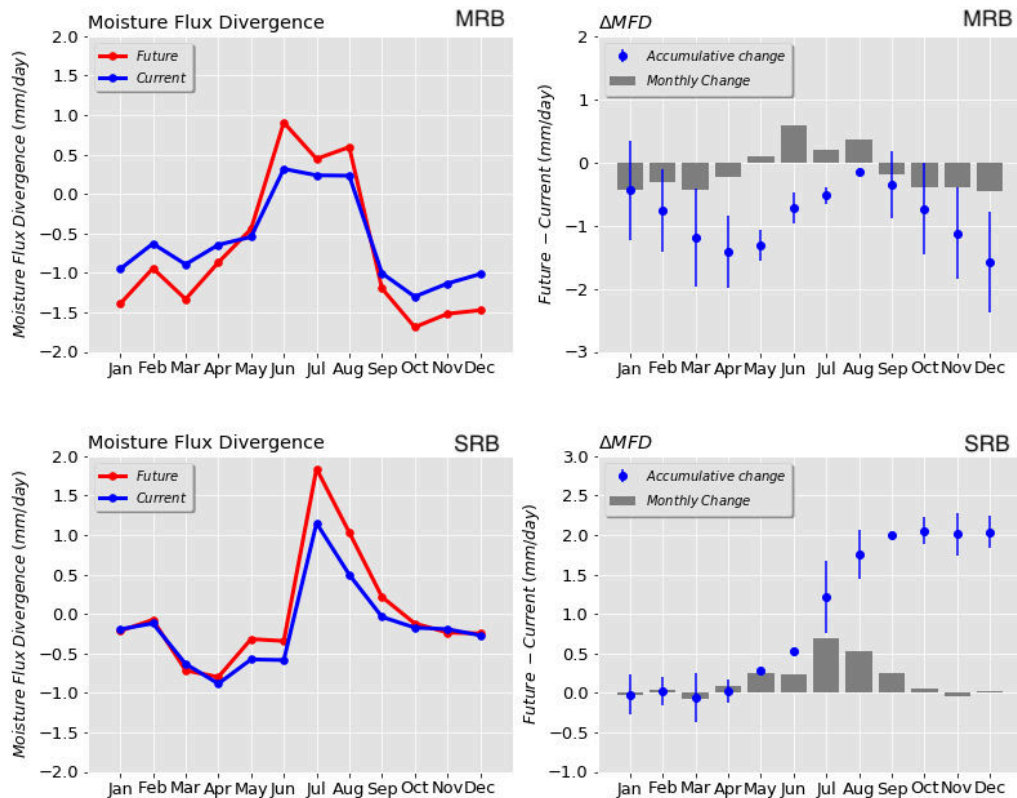 Moisture Flux Divergence MRB
Future
Current
Moisture Flux Divergence (mm/day)
2.0
1.5
1.0
0.5
0.0
−0.5
−1.0
−1.5
−2.0
Jan Feb Mar Apr May Jun Jul Aug Sep Oct Nov Dec
ΔMFD MRB
Accumulative change
Monthly Change
Future − Current (mm/day)
2
1
0
−1
−2
−3
Jan Feb Mar Apr May Jun Jul Aug Sep Oct Nov Dec
Moisture Flux Divergence SRB
Future
Current
Moisture Flux Divergence (mm/day)
2.0
1.5
1.0
0.5
0.0
−0.5
−1.0
−1.5
−2.0
Jan Feb Mar Apr May Jun Jul Aug Sep Oct Nov Dec
ΔMFD SRB
Accumulative change
Monthly Change
Future − Current (mm/day)
3.0
2.5
2.0
1.5
1.0
0.5
0.0
−0.5
−1.0
Jan Feb Mar Apr May Jun Jul Aug Sep Oct Nov Dec